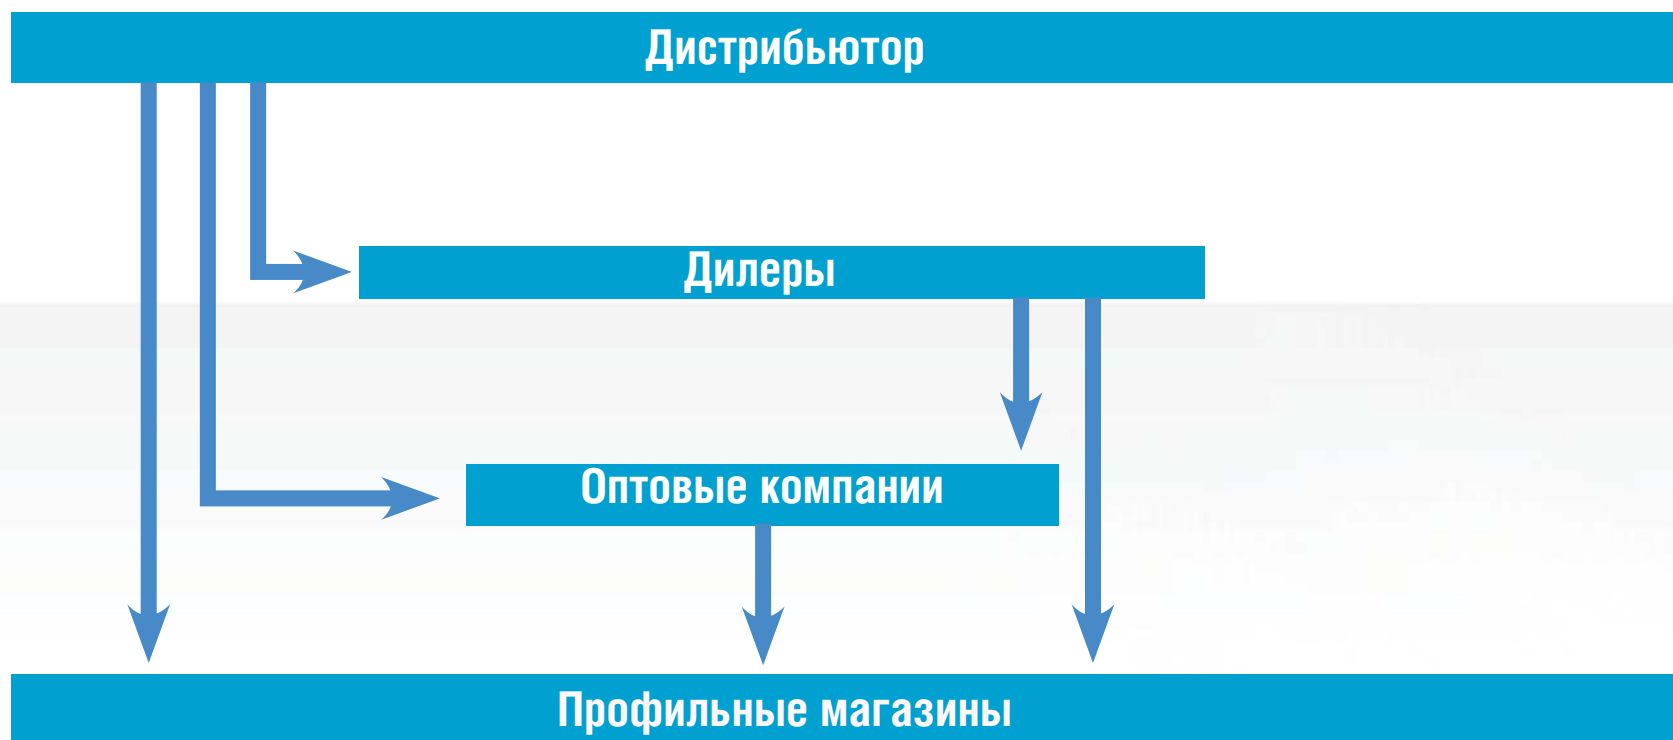 Дистрибьютор
Дилеры
Оптовые компании
Профильные магазины